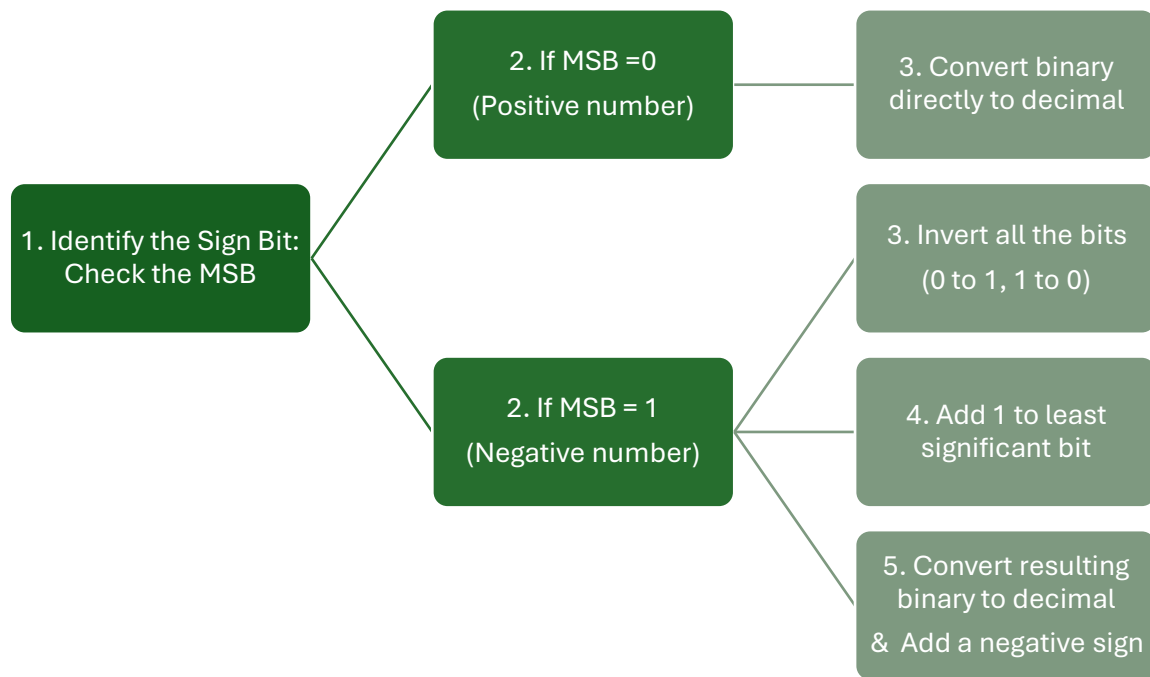 1. Identify the Sign Bit:
Check the MSB
2. If MSB =0
(Positive number)
3. Convert binary
directly to decimal
2. If MSB = 1
(Negative number)
3. Invert all the bits
(0 to 1, 1 to 0)
4. Add 1 to least
significant bit
5. Convert resulting
binary to decimal
& Add a negative sign